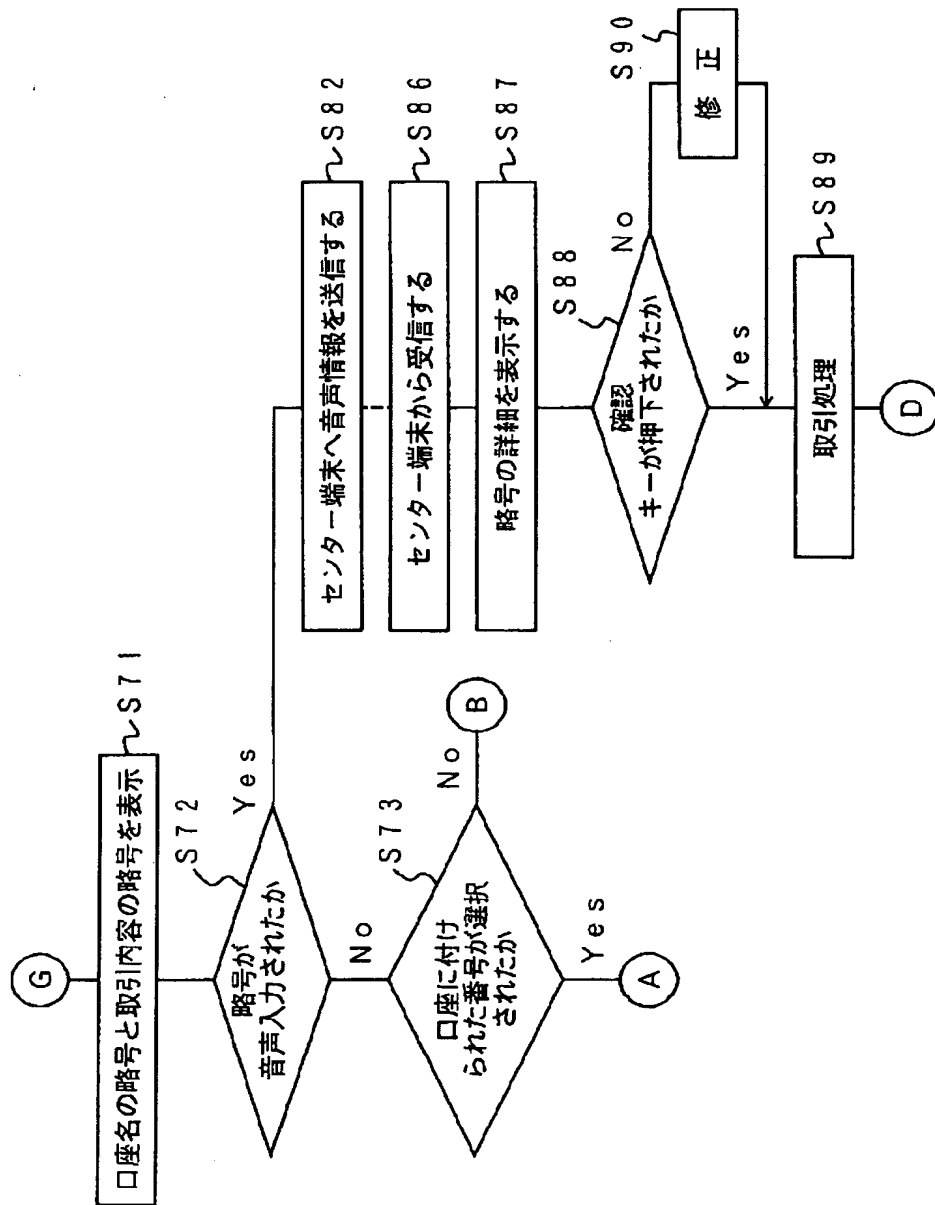 G
口座名の略号と取引内容の略号を表示
S71
略号が
音声入力されたか
S72
Yes
No
口座に付け
られた番号が選択
されたか
S73
No
B
Yes
A
センター端末へ音声情報を送信する
S82
センター端末から受信する
S86
略号の詳細を表示する
S87
確認
キーが押下されたか
S88
No
修正
S90
Yes
取引処理
S89
D